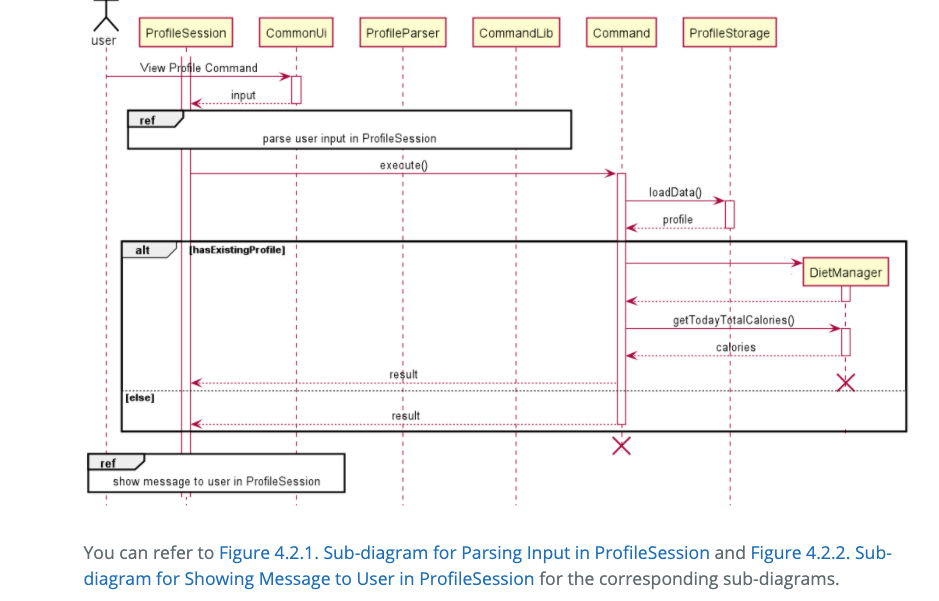 user
ProfileSession
CommonUi
ProfileParser
CommandLib
Command
ProfileStorage
View Profile Command
input
ref
parse user input in ProfileSession
execute()
loadData()
profile
alt
[hasExistingProfile]
DietManager
getTodayTotalCalories()
calories
result
[else]
result
ref
show message to user in ProfileSession
You can refer to Figure 4.2.1. Sub-diagram for Parsing Input in ProfileSession and Figure 4.2.2. Sub-
diagram for Showing Message to User in ProfileSession for the corresponding sub-diagrams.